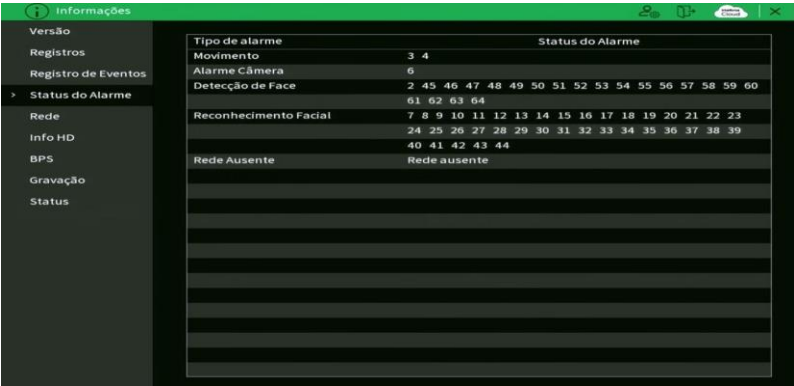 Informações
Cloud
Versão
Registros
Registro de Eventos
> Status do Alarme
Rede
Info HD
BPS
Gravação
Status
Tipo de alarme Status do Alarme
Movimento 3 4
Alarme Câmera 6
Detecção de Face 2 45 46 47 48 49 50 51 52 53 54 55 56 57 58 59 60
61 62 63 64
Reconhecimento Facial 7 8 9 10 11 12 13 14 15 16 17 18 19 20 21 22 23
24 25 26 27 28 29 30 31 32 33 34 35 36 37 38 39
40 41 42 43 44
Rede Ausente Rede ausente